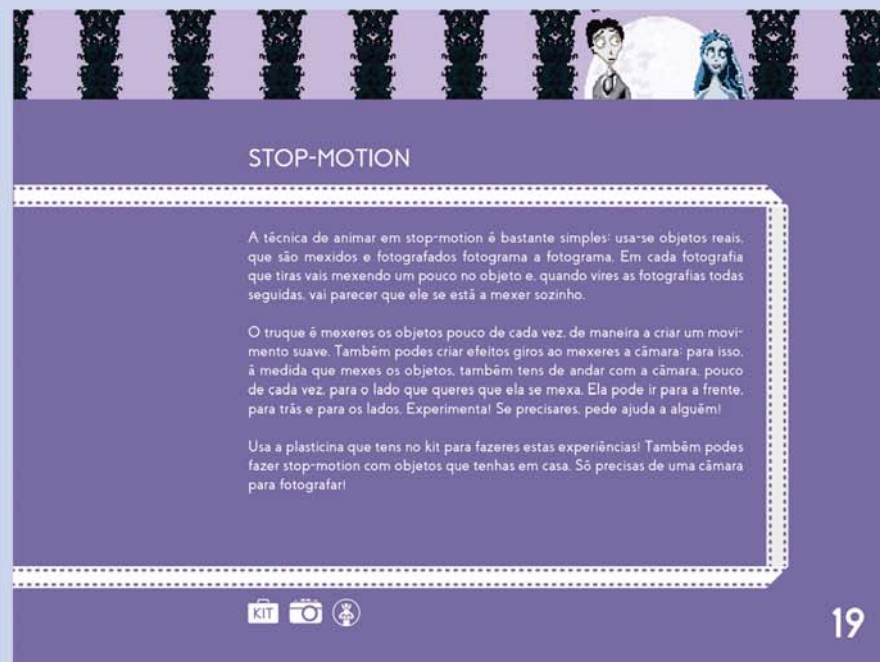 STOP-MOTION
A técnica de animar em stop-motion é bastante simples: usa-se objetos reais,
que são mexidos e fotografados fotograma a fotograma. Em cada fotografia
que tiras vais mexendo um pouco no objeto e, quando vires as fotografias todas
seguidas, vai parecer que ele se está a mexer sozinho.
O truque é mexeres os objetos pouco de cada vez, de maneira a criar um movi-
mento suave. Também podes criar efeitos giros ao mexeres a câmara: para isso,
à medida que mexes os objetos, também tens de andar com a câmara, pouco
de cada vez, para o lado que queres que ela se mexa. Ela pode ir para a frente,
para trás e para os lados. Experimenta! Se precisares, pede ajuda a alguém!
Usa a plasticina que tens no kit para fazeres estas experiências! Também podes
fazer stop-motion com objetos que tenhas em casa. Só precisas de uma câmara
para fotografar!
KIT
19